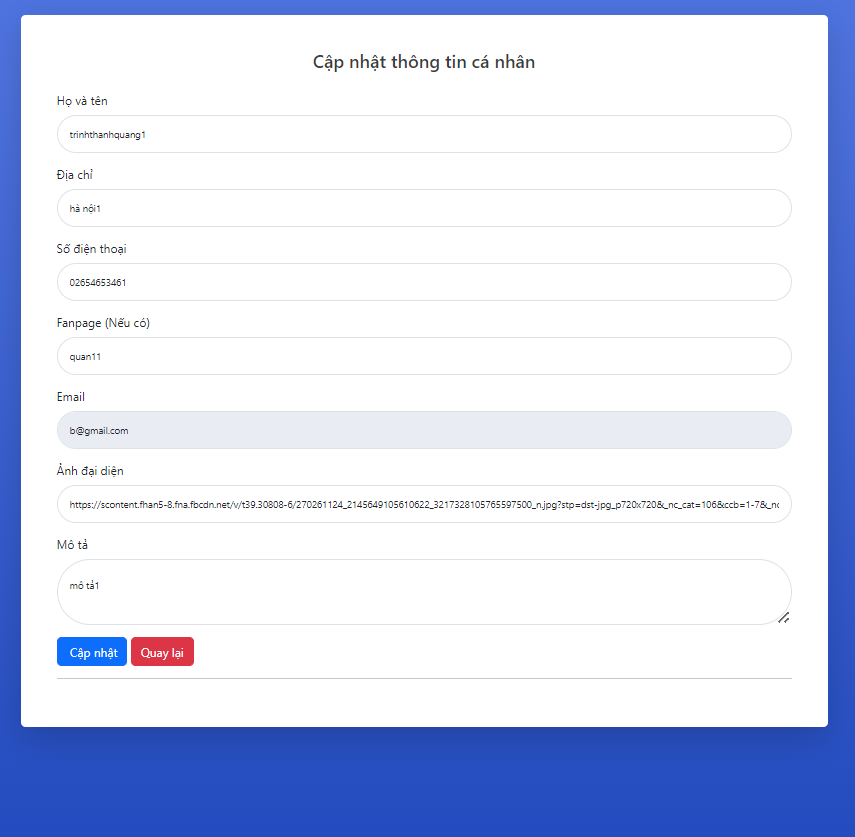 Cập nhật thông tin cá nhân
Họ và tên
trinhthanhquang1
Địa chỉ
hà nội1
Số điện thoại
02654653461
Fanpage (Nếu có)
quan11
Email
b@gmail.com
Ảnh đại diện
https://scontent.fhan5-8.fna.fbcdn.net/v/t39.30808-6/270261124_2145649105610622_3217328105765597500_n.jpg?stp=dst-jpg_p720x720&_nc_cat=106&ccb=1-7&_nc
Mô tả
mô tả1
Cập nhật Quay lại